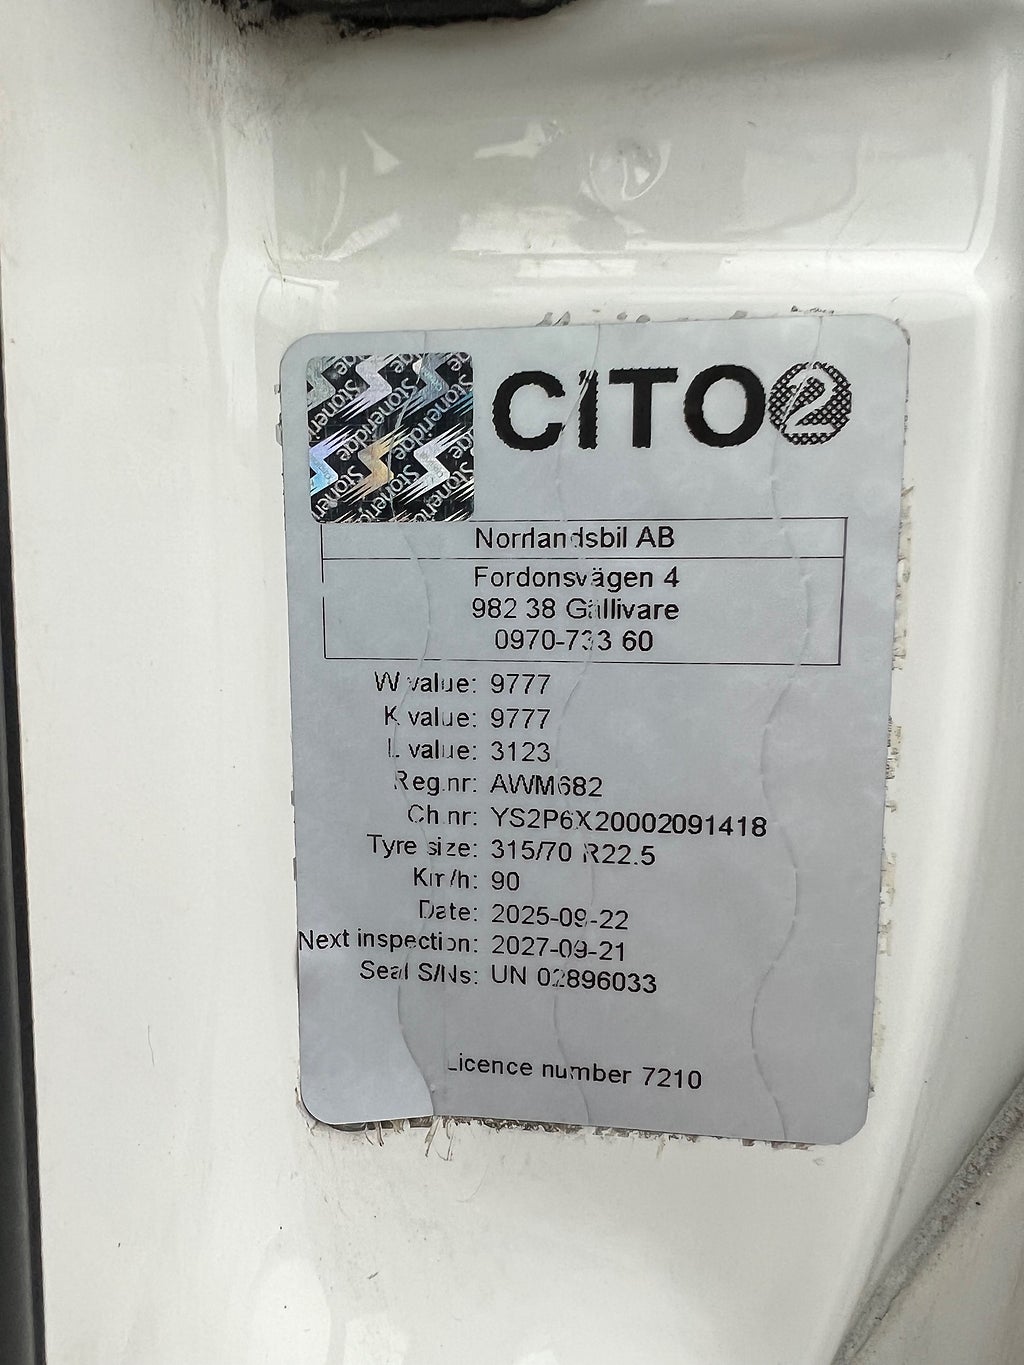 Stoneridge
CITO2
Norrlandsbil AB
Fordonsvägen 4
982 38 Gällivare
0970-733 60
W value: 9777
K value: 9777
L value: 3123
Reg.nr: AWM682
Ch.nr: YS2P6X20002091418
Tyre size: 315/70 R22.5
Km/h: 90
Date: 2025-09-22
Next inspection: 2027-09-21
Seal S/Ns: UN 02896033
Licence number 7210